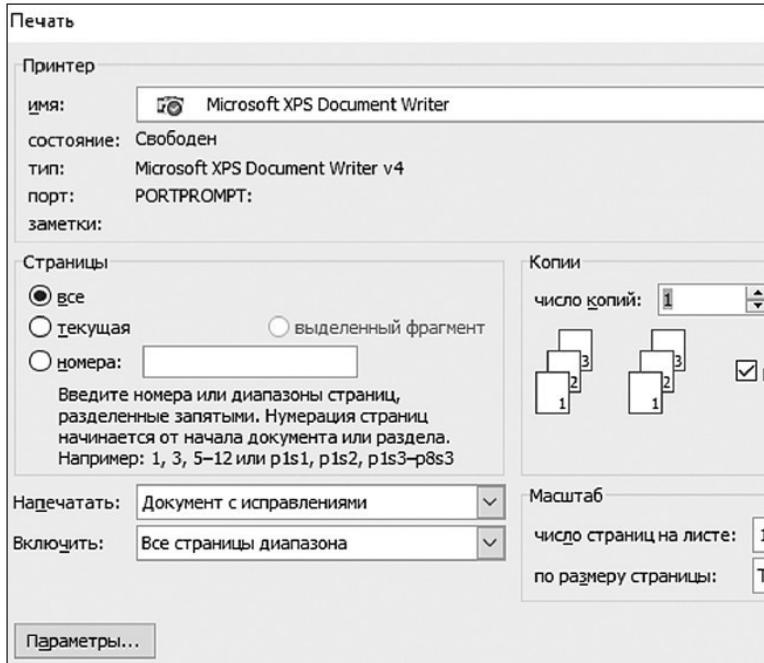 Печать
Принтер
имя: Microsoft XPS Document Writer
состояние: Свободен
тип: Microsoft XPS Document Writer v4
порт: PORTPROMPT:
заметки:
Страницы
все
текущая выделенный фрагмент
номера:
Введите номера или диапазоны страниц,
разделенные запятыми. Нумерация страниц
начинается от начала документа или раздела.
Например: 1, 3, 5–12 или p1s1, p1s2, p1s3–p8s3
Копии
число копий: 1
3 3
2 2
1 1
Напечатать: Документ с исправлениями
Включить: Все страницы диапазона
Масштаб
число страниц на листе: 1
по размеру страницы:
Параметры...